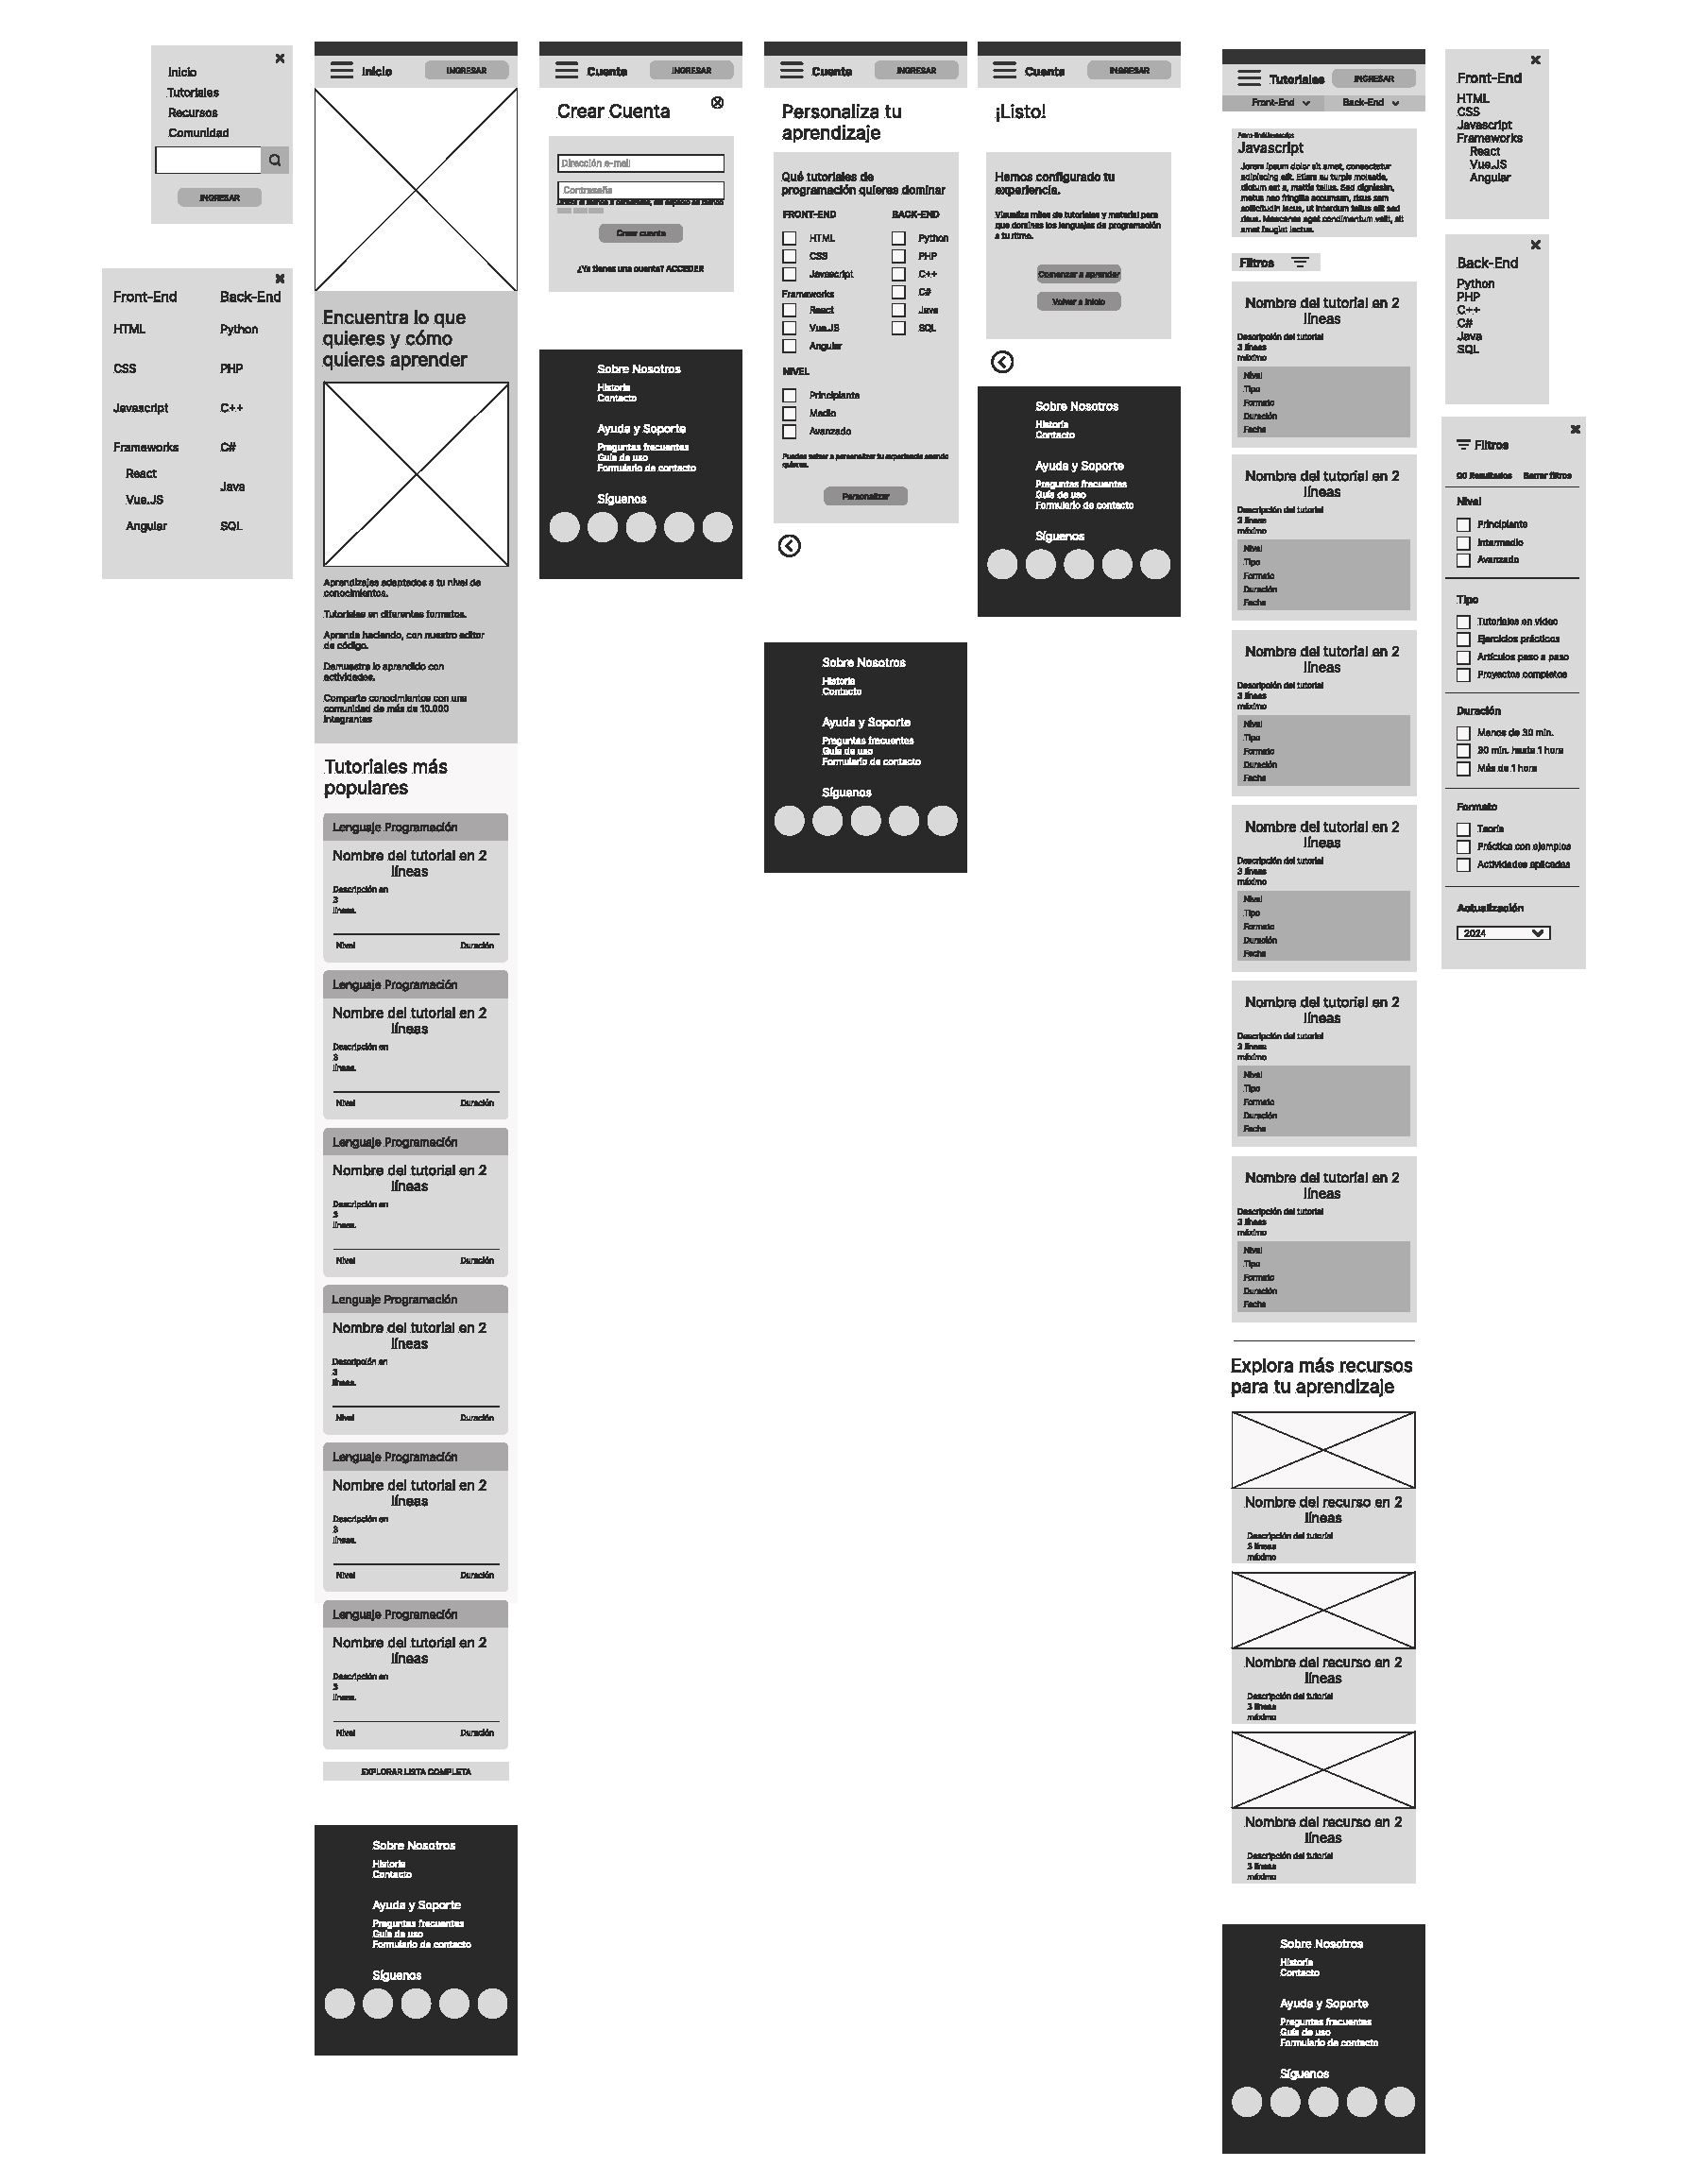 Inicio
Tutoriales
Recursos
Comunidad
INGRESAR
Front-End
HTML
CSS
Javascript
Frameworks
React
Vue.JS
Angular
Back-End
Python
PHP
C++
C#
Java
SQL
Inicio
INGRESAR
Encuentra lo que
quieres y cómo
quieres aprender
Aprendizajes adaptados a tu nivel de
conocimientos.
Tutoriales en diferentes formatos.
Aprende haciendo, con nuestro editor
de código.
Demuestra lo aprendido con
actividades.
Comparte conocimientos con una
comunidad de más de 10.000
integrantes
Tutoriales más
populares
Lenguaje Programación
Nombre del tutorial en 2
líneas
Descripción en
3
líneas.
Nivel Duración
Lenguaje Programación
Nombre del tutorial en 2
líneas
Descripción en
3
líneas.
Nivel Duración
Lenguaje Programación
Nombre del tutorial en 2
líneas
Descripción en
3
líneas.
Nivel Duración
Lenguaje Programación
Nombre del tutorial en 2
líneas
Descripción en
3
líneas.
Nivel Duración
Lenguaje Programación
Nombre del tutorial en 2
líneas
Descripción en
3
líneas.
Nivel Duración
Lenguaje Programación
Nombre del tutorial en 2
líneas
Descripción en
3
líneas.
Nivel Duración
EXPLORAR LISTA COMPLETA
Sobre Nosotros
Historia
Contacto
Ayuda y Soporte
Preguntas frecuentes
Guía de uso
Formulario de contacto
Síguenos
Cuenta
INGRESAR
Crear Cuenta
Dirección e-mail
Contraseña
Crear cuenta
¿Ya tienes una cuenta? ACCEDER
Sobre Nosotros
Historia
Contacto
Ayuda y Soporte
Preguntas frecuentes
Guía de uso
Formulario de contacto
Síguenos
Cuenta
INGRESAR
Personaliza tu
aprendizaje
Qué tutoriales de
programación quieres dominar
FRONT-END
HTML
CSS
Javascript
Frameworks
React
Vue.JS
Angular
BACK-END
Python
PHP
C++
C#
Java
SQL
NIVEL
Principiante
Medio
Avanzado
Puedes volver a personalizar tu experiencia cuando
quieras.
Personalizar
Sobre Nosotros
Historia
Contacto
Ayuda y Soporte
Preguntas frecuentes
Guía de uso
Formulario de contacto
Síguenos
Cuenta
INGRESAR
¡Listo!
Hemos configurado tu
experiencia.
Visualiza miles de tutoriales y material para
que domines los lenguajes de programación
a tu ritmo.
Comenzar a aprender
Volver a Inicio
Sobre Nosotros
Historia
Contacto
Ayuda y Soporte
Preguntas frecuentes
Guía de uso
Formulario de contacto
Síguenos
Tutoriales
INGRESAR
Front-End Back-End
Javascript
Lorem ipsum dolor sit amet, consectetur
adipiscing elit. Etiam eu turpis molestie,
dictum est a, mattis tellus. Sed dignissim,
metus nec fringilla accumsan, risus sem
sollicitudin lacus, ut interdum tellus elit sed
risus. Maecenas eget condimentum velit, sit
amet feugiat lectus.
Filtros
Nombre del tutorial en 2
líneas
Descripción del tutorial
3 líneas
máximo
Nivel
Tipo
Formato
Duración
Fecha
Nombre del tutorial en 2
líneas
Descripción del tutorial
3 líneas
máximo
Nivel
Tipo
Formato
Duración
Fecha
Nombre del tutorial en 2
líneas
Descripción del tutorial
3 líneas
máximo
Nivel
Tipo
Formato
Duración
Fecha
Nombre del tutorial en 2
líneas
Descripción del tutorial
3 líneas
máximo
Nivel
Tipo
Formato
Duración
Fecha
Nombre del tutorial en 2
líneas
Descripción del tutorial
3 líneas
máximo
Nivel
Tipo
Formato
Duración
Fecha
Nombre del tutorial en 2
líneas
Descripción del tutorial
3 líneas
máximo
Nivel
Tipo
Formato
Duración
Fecha
Explora más recursos
para tu aprendizaje
Nombre del recurso en 2
líneas
Descripción del tutorial
3 líneas
máximo
Nombre del recurso en 2
líneas
Descripción del tutorial
3 líneas
máximo
Nombre del recurso en 2
líneas
Descripción del tutorial
3 líneas
máximo
Sobre Nosotros
Historia
Contacto
Ayuda y Soporte
Preguntas frecuentes
Guía de uso
Formulario de contacto
Síguenos
Front-End
HTML
CSS
Javascript
Frameworks
React
Vue.JS
Angular
Back-End
Python
PHP
C++
C#
Java
SQL
Filtros
Resultados Borrar filtros
Nivel
Principiante
Intermedio
Avanzado
Tipo
Tutoriales en video
Ejercicios prácticos
Artículos paso a paso
Proyectos completos
Duración
Menos de 30 min.
30 min. hasta 1 hora
Más de 1 hora
Formato
Teoría
Práctica con ejemplos
Actividades aplicadas
Actualización
2024